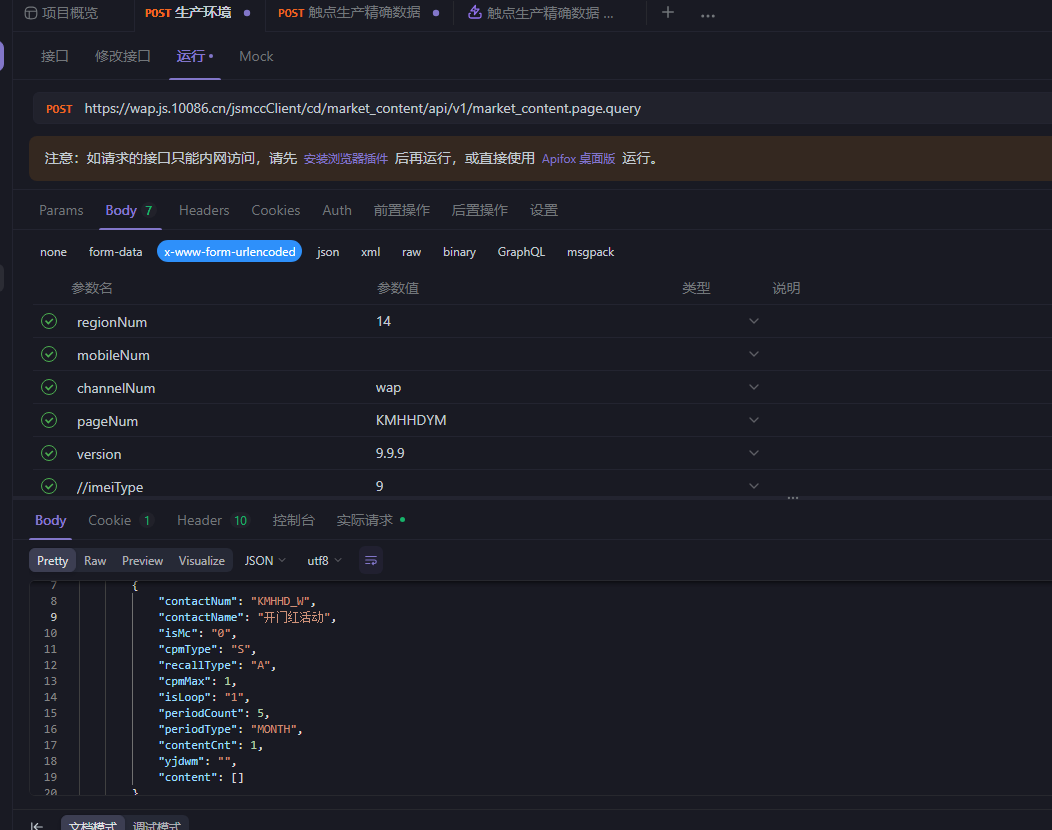 项目概览 POST 生产环境 POST 触点生产精确数据 触点生产精确数据 ...
接口 修改接口 运行 Mock
POST https://wap.js.10086.cn/jsmccClient/cd/market_content/api/v1/market_content.page.query
注意：如请求的接口只能内网访问，请先 安装浏览器插件 后再运行，或直接使用 Apifox 桌面版 运行。
Params Body 7 Headers Cookies Auth 前置操作 后置操作 设置
none form-data x-www-form-urlencoded json xml raw binary GraphQL msgpack
参数名 参数值 类型 说明
regionNum 14
mobileNum
channelNum wap
pageNum KMHHDYM
version 9.9.9
//imeiType 9
Body Cookie 1 Header 10 控制台 实际请求
Pretty Raw Preview Visualize JSON utf8
7 {
8 "contactNum": "KMHHD_W",
9 "contactName": "开门红活动",
10 "isMc": "0",
11 "cpmType": "S",
12 "recallType": "A",
13 "cpmMax": 1,
14 "isLoop": "1",
15 "periodCount": 5,
16 "periodType": "MONTH",
17 "contentCnt": 1,
18 "yjdwm": "",
19 "content": []
20 }
文档模式 调试模式